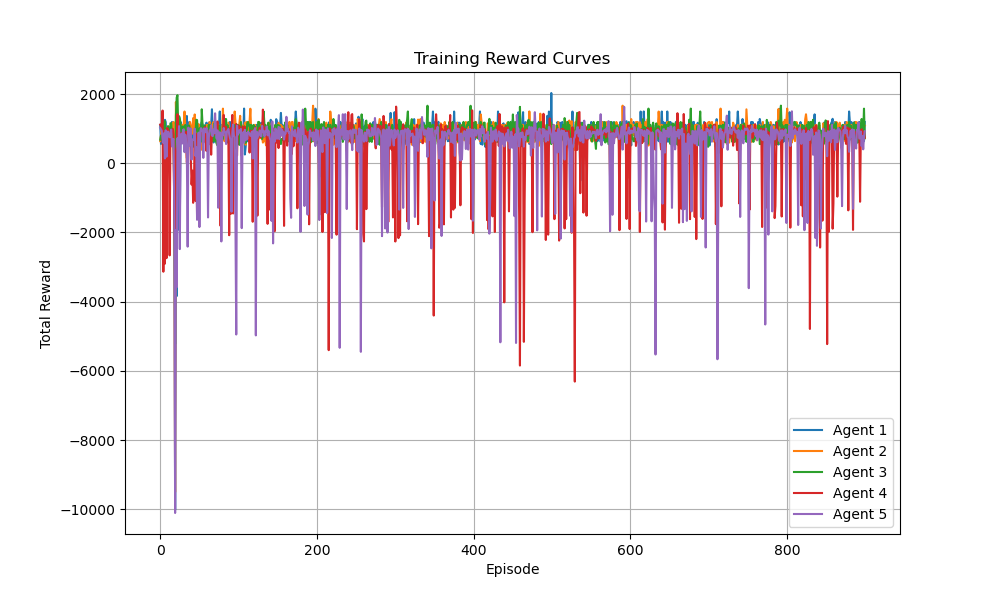 Training Reward Curves
2000
0
−2000
−4000
−6000
−8000
−10000
Total Reward
0 200 400 600 800
Episode
Agent 1
Agent 2
Agent 3
Agent 4
Agent 5